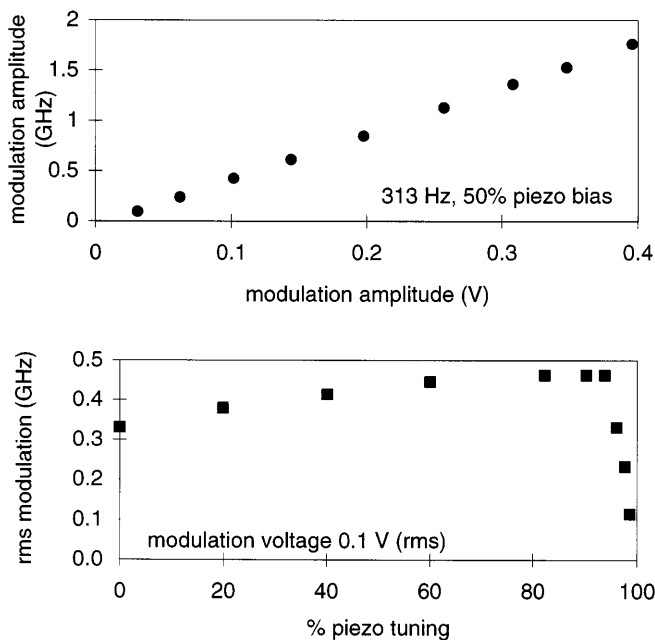 modulation amplitude
(GHz)
2
1.5
1
0.5
0
313 Hz, 50% piezo bias
0 0.1 0.2 0.3 0.4
modulation amplitude (V)
rms modulation (GHz)
0.5
0.4
0.3
0.2
0.1
0.0
modulation voltage 0.1 V (rms)
0 20 40 60 80 100
% piezo tuning